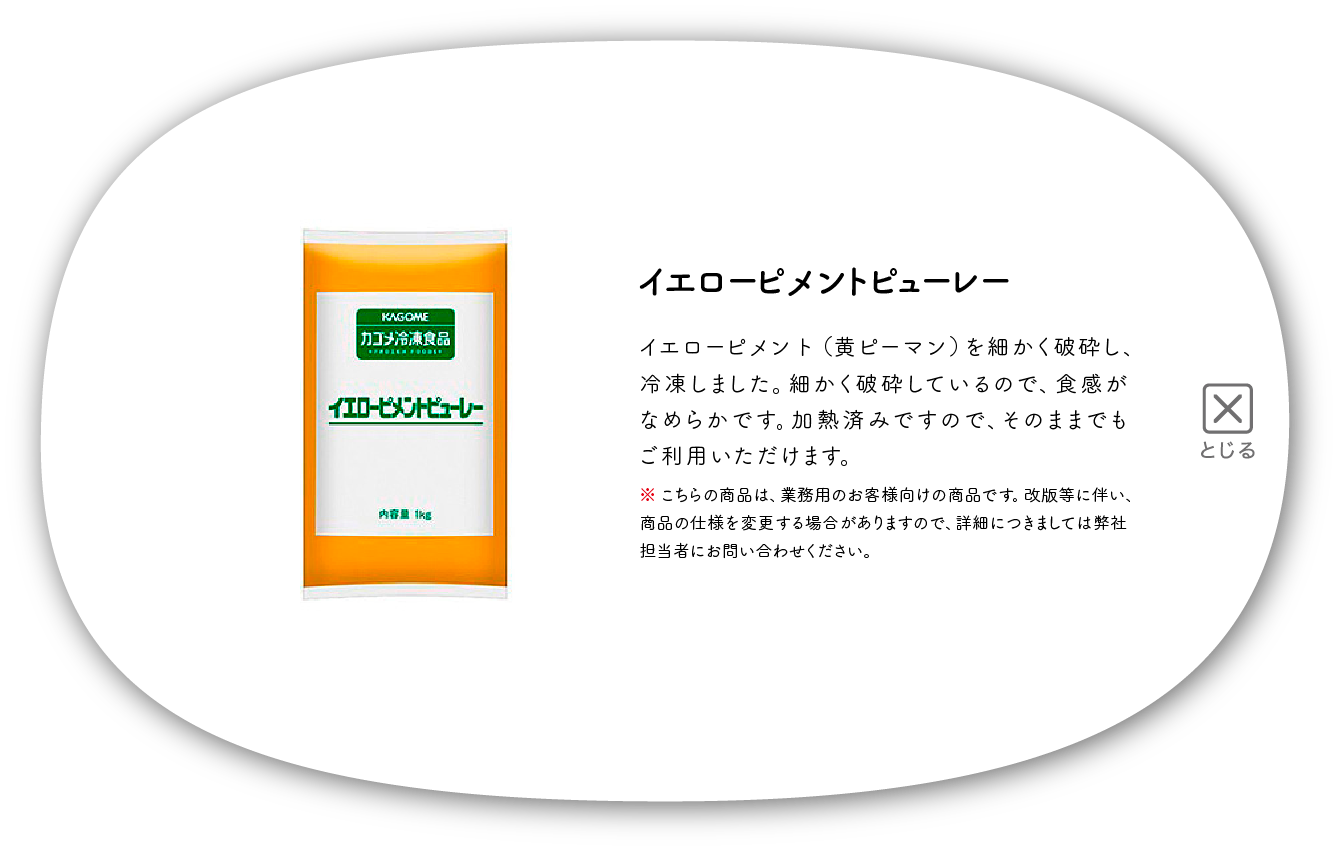 KAGOME
カゴメ冷凍食品
FROZEN FOODS
イエローピメントピューレー
内容量 1kg
イエローピメントピューレー
イエローピメント（黄ピーマン）を細かく破砕し、
冷凍しました。細かく破砕しているので、食感が
なめらかです。加熱済みですので、そのままでも
ご利用いただけます。
※ こちらの商品は、業務用のお客様向けの商品です。改版等に伴い、
商品の仕様を変更する場合がありますので、詳細につきましては弊社
担当者にお問い合わせください。
とじる